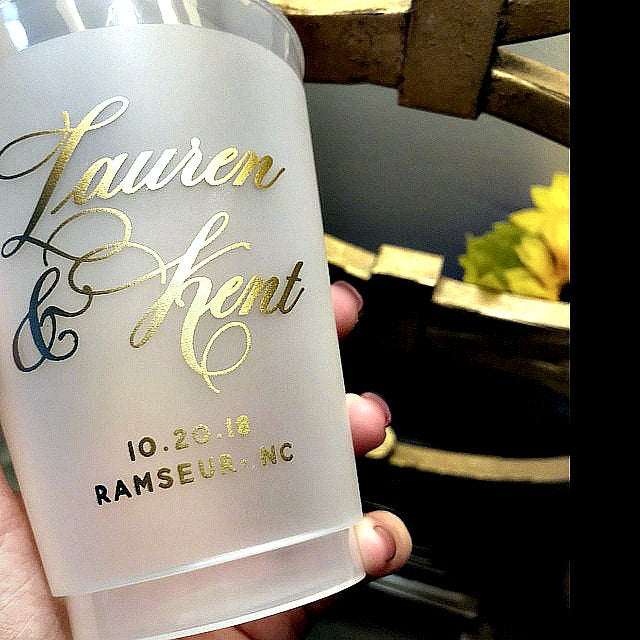 Lauren
& Kent
10.20.18
RAMSEUR, NC